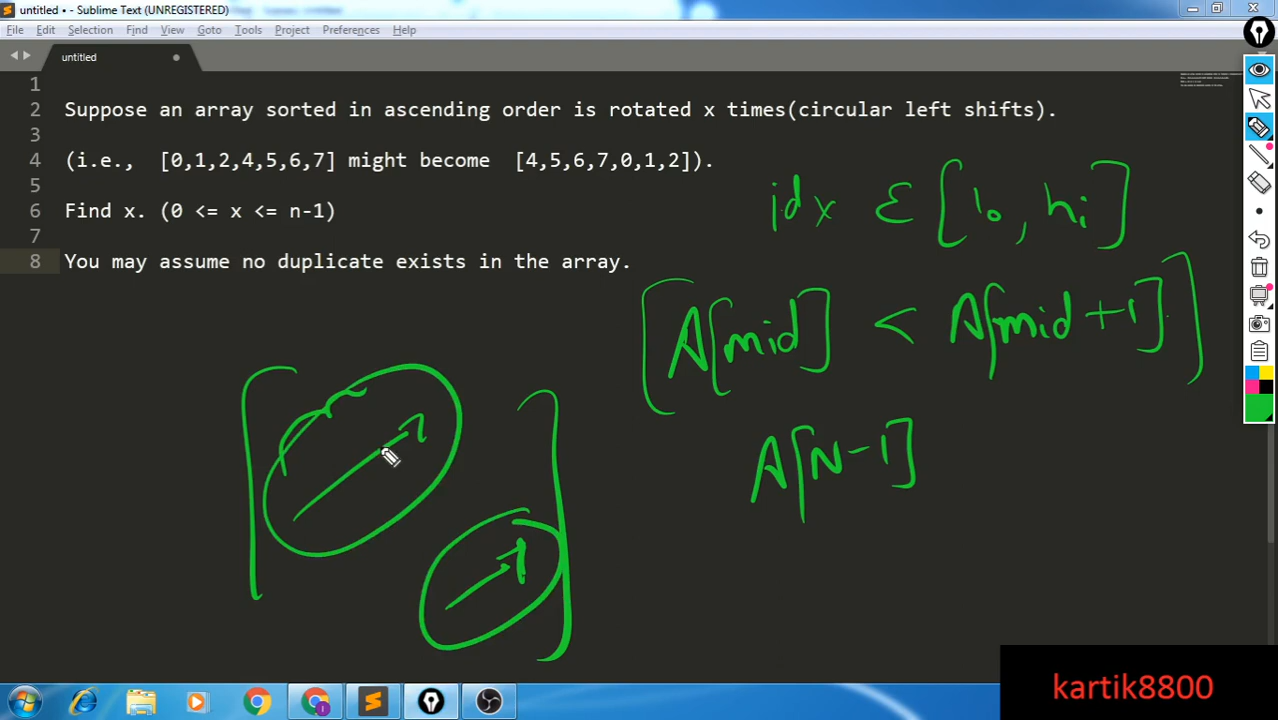 untitled • - Sublime Text (UNREGISTERED)
File Edit Selection Find View Goto Tools Project Preferences Help
untitled
1
2 Suppose an array sorted in ascending order is rotated x times(circular left shifts).
3
4 (i.e., [0,1,2,4,5,6,7] might become [4,5,6,7,0,1,2]).
5
6 Find x. (0 <= x <= n-1)
7
8 You may assume no duplicate exists in the array.
idx ε [lo, hi]
[A[mid] < A[mid+1]]
A[N-1]
kartik8800